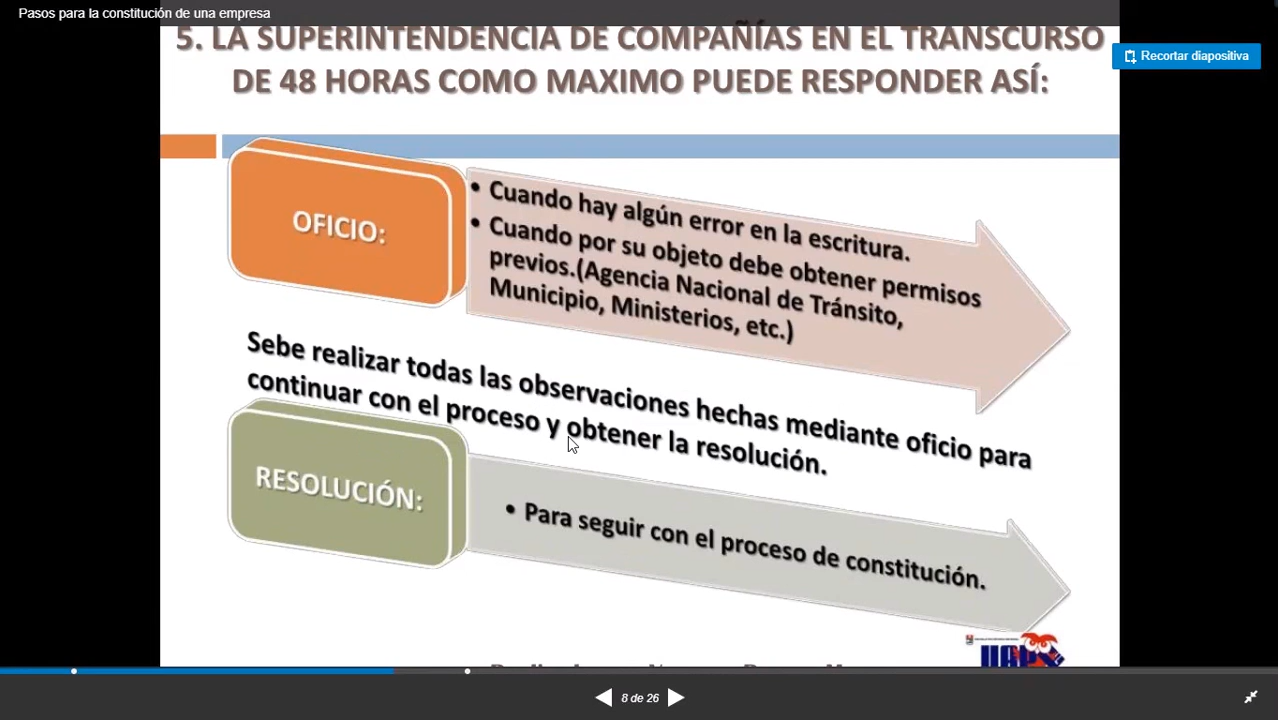 Pasos para la constitución de una empresa
5. LA SUPERINTENDENCIA DE COMPAÑÍAS EN EL TRANSCURSO
DE 48 HORAS COMO MAXIMO PUEDE RESPONDER ASÍ:
Recortar diapositiva
OFICIO:
• Cuando hay algún error en la escritura.
• Cuando por su objeto debe obtener permisos
previos.(Agencia Nacional de Tránsito,
Municipio, Ministerios, etc.)
Sebe realizar todas las observaciones hechas mediante oficio para
continuar con el proceso y obtener la resolución.
RESOLUCIÓN:
• Para seguir con el proceso de constitución.
8 de 26